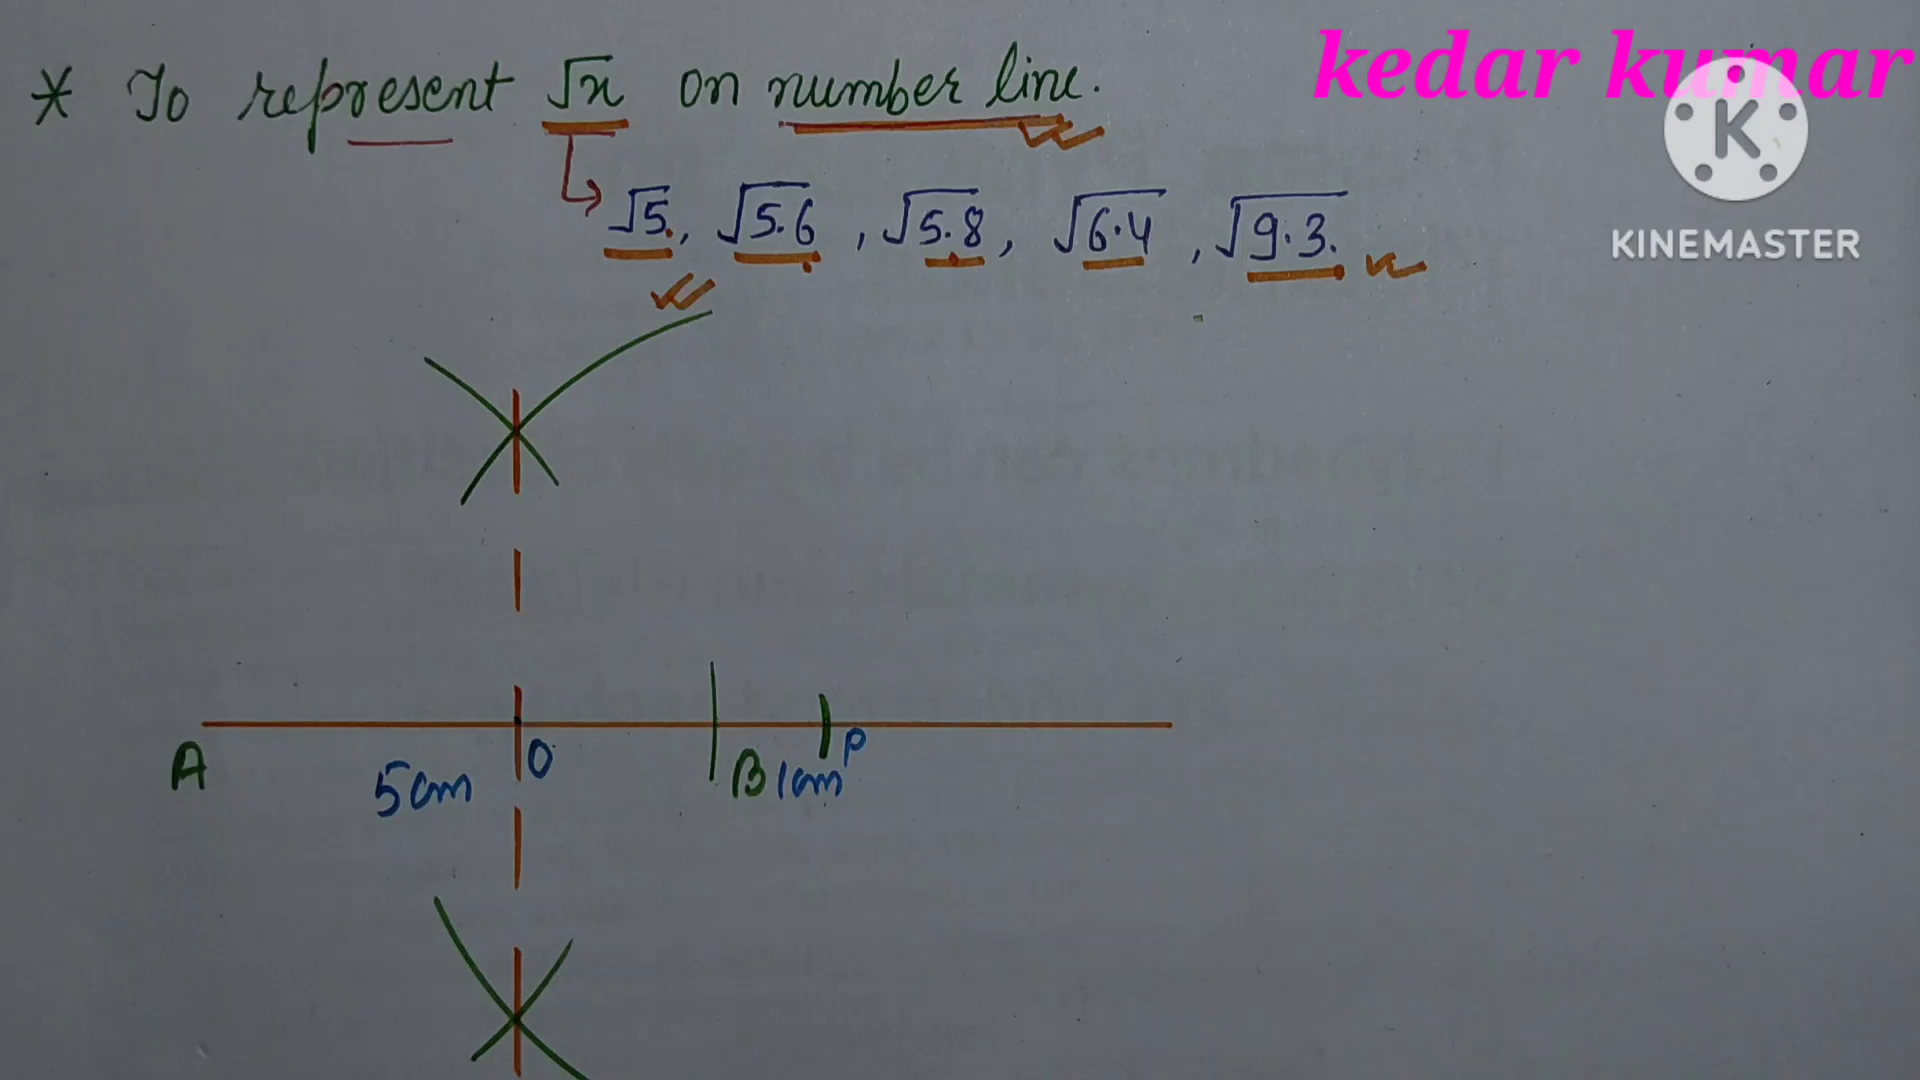 * To represent √x on number line.
kedar kumar
K
KINEMASTER
√5., √5.6, √5.8, √6.4, √9.3.
A 5cm O B 1cm P